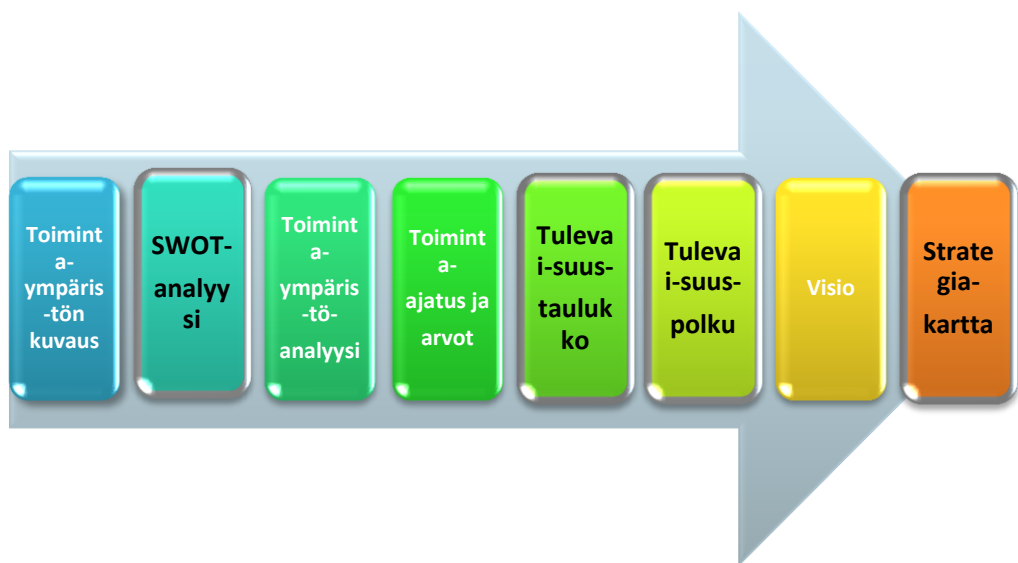 Toimint
a-
ympäris
-tön
kuvaus
SWOT-
analyy
si
Toimint
a-
ympäris
-tö-
analyysi
Toimint
a-
ajatus ja
arvot
Tuleva
i-suus-
tauluk
ko
Tuleva
i-suus-
polku
Visio
Strate
gia-
kartta